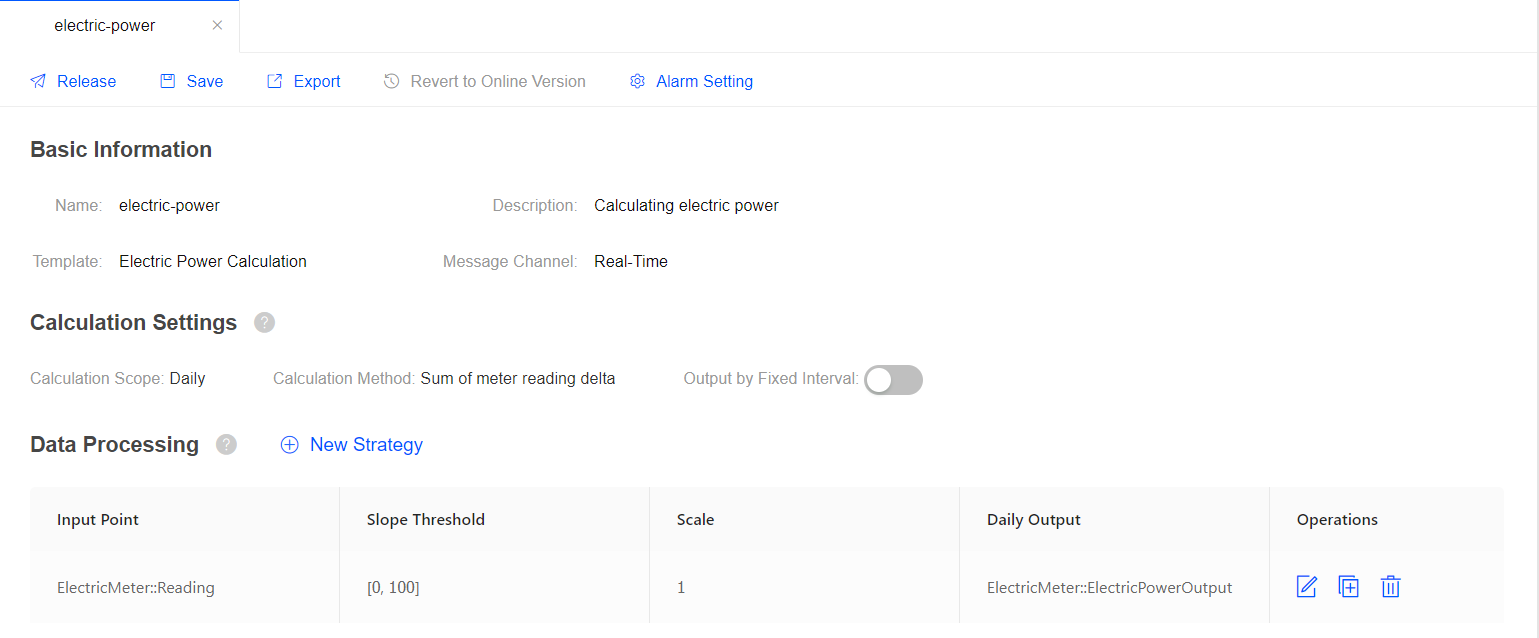 electric-power
Release Save Export Revert to Online Version Alarm Setting
Basic Information
Name: electric-power Description: Calculating electric power
Template: Electric Power Calculation Message Channel: Real-Time
Calculation Settings ?
Calculation Scope: Daily Calculation Method: Sum of meter reading delta Output by Fixed Interval:
Data Processing ? New Strategy
Input Point Slope Threshold Scale Daily Output Operations
ElectricMeter::Reading [0, 100] 1 ElectricMeter::ElectricPowerOutput